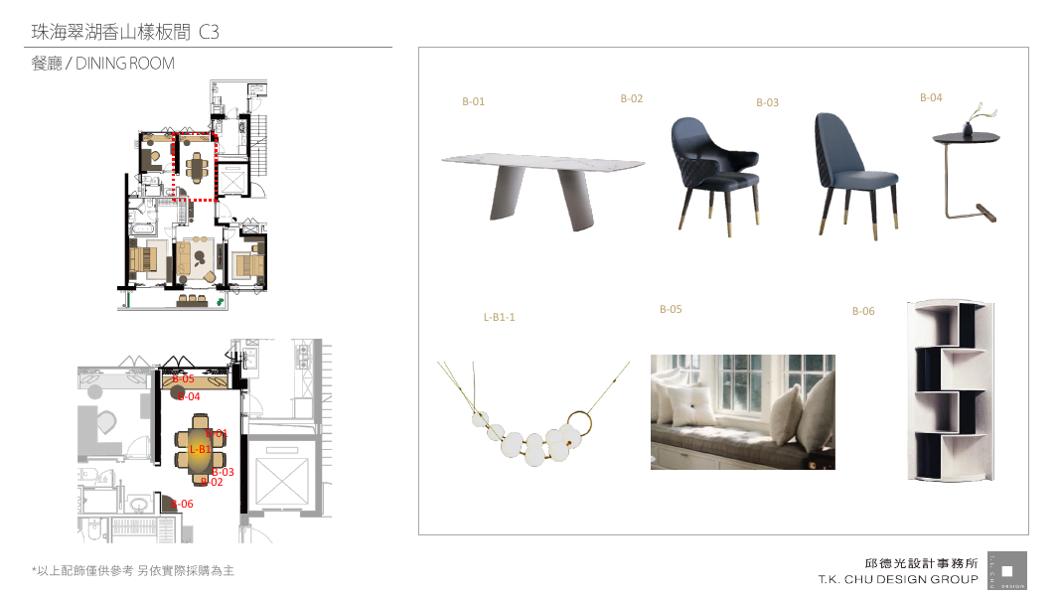 珠海翠湖香山樣板間 C3
餐廳 / DINING ROOM
B-01
B-02
B-03
B-04
L-B1-1
B-05
B-06
B-05
B-04
B-01
L-B1
B-03
B-02
B-06
*以上配飾僅供參考 另依實際採購為主
邱德光設計事務所
T.K. CHU DESIGN GROUP
T.K. CHU
DESIGN